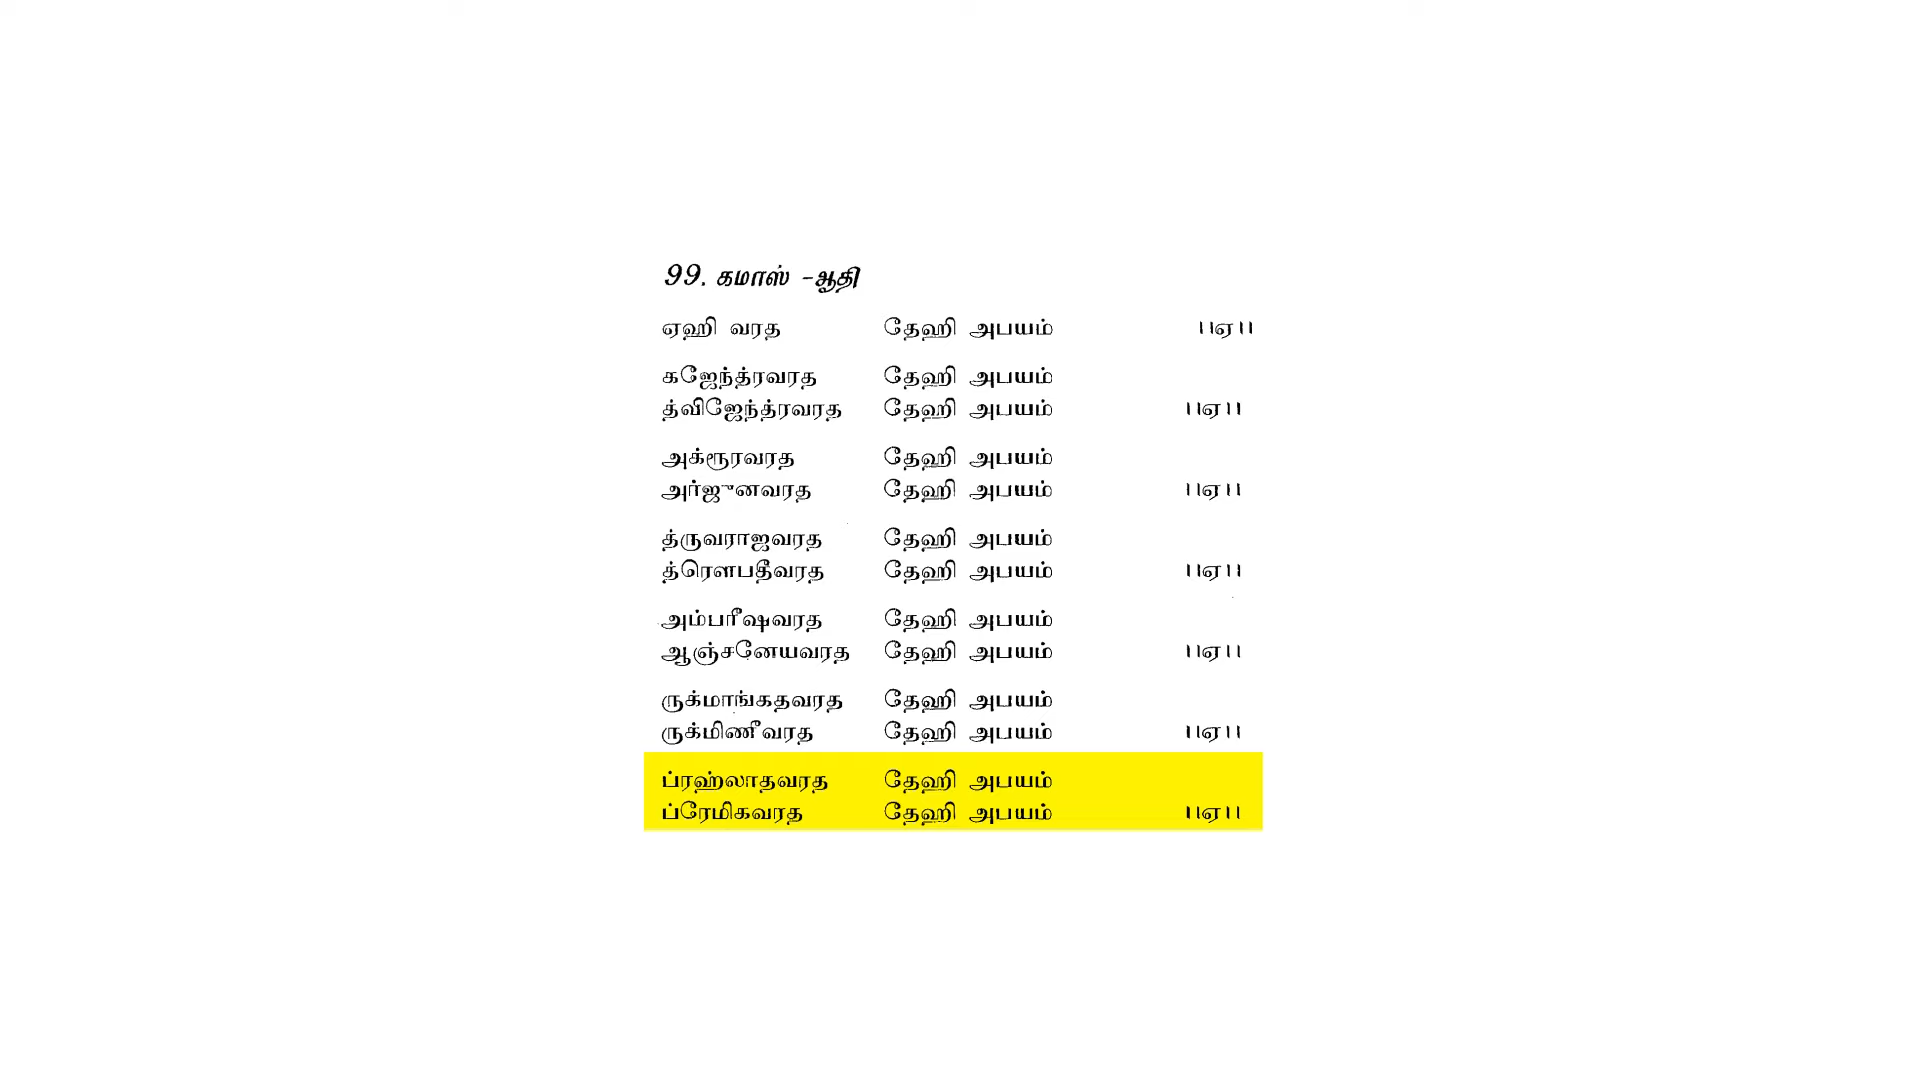 99. கமாஸ் -ஆதி
ஏஹி வரத தேஹி அபயம் ।।ஏ।।
கஜேந்த்ரவரத தேஹி அபயம்
த்விஜேந்த்ரவரத தேஹி அபயம் ।।ஏ।।
அக்ரூரவரத தேஹி அபயம்
அர்ஜுனவரத தேஹி அபயம் ।।ஏ।।
த்ருவராஜவரத தேஹி அபயம்
த்ரௌபதீவரத தேஹி அபயம் ।।ஏ।।
அம்பரீஷவரத தேஹி அபயம்
ஆஞ்சனேயவரத தேஹி அபயம் ।।ஏ।।
ருக்மாங்கதவரத தேஹி அபயம்
ருக்மிணீவரத தேஹி அபயம் ।।ஏ।।
ப்ரஹ்லாதவரத தேஹி அபயம்
ப்ரேமிகவரத தேஹி அபயம் ।।ஏ।।